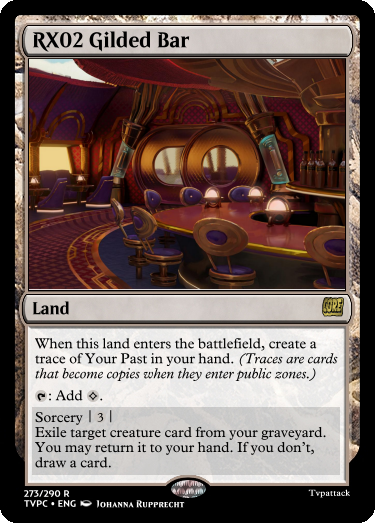 RX02 Gilded Bar
Land
CORE
When this land enters the battlefield, create a
trace of Your Past in your hand. (Traces are cards
that become copies when they enter public zones.)
: Add .
Sorcery | 3 |
Exile target creature card from your graveyard.
You may return it to your hand. If you don't,
draw a card.
273/290 R
Tvpattack
TVPC • ENG Johanna Rupprecht